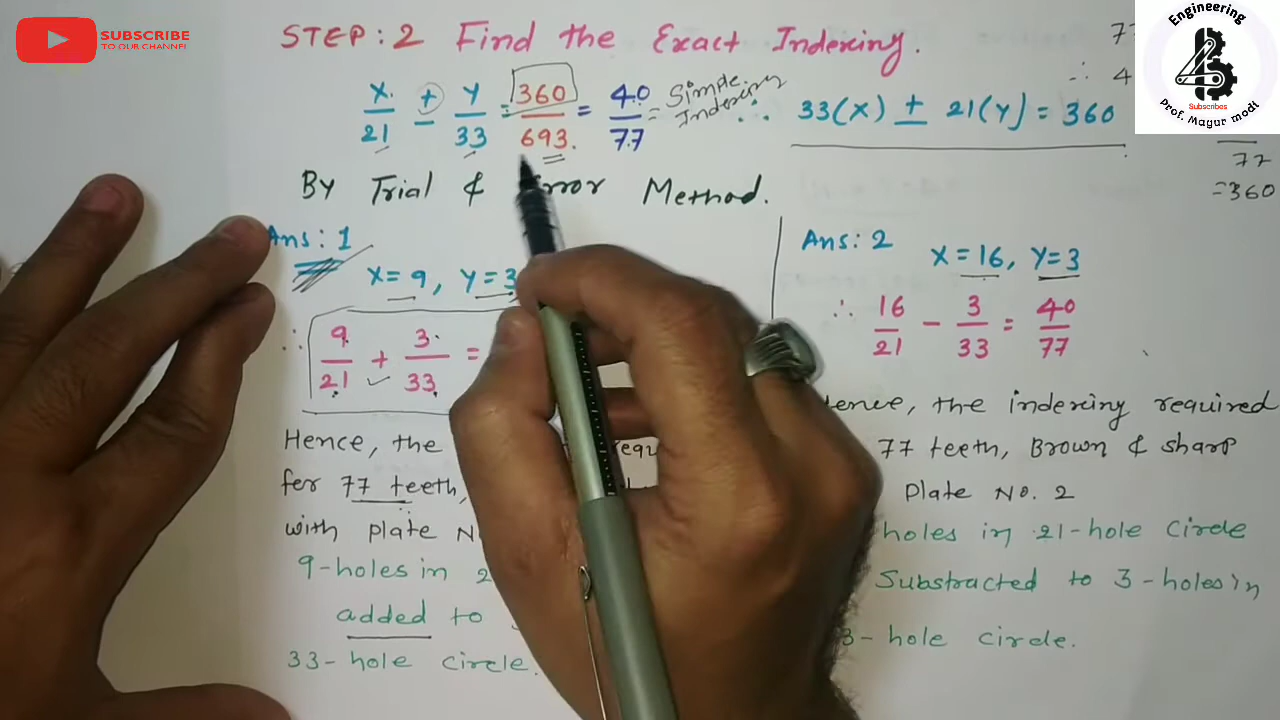 SUBSCRIBE
TO OUR CHANNEL
Engineering
Subscribes
Prof. Mayur modi
STEP: 2 Find the Exact Indexing.
X/21 ± Y/33 = 360/693 = 40/77 = Simple Indexing
∴ 33(X) ± 21(Y) = 360
77
∴ 4
77
=360
By Trial & Error Method.
Ans: 1
X=9, Y=3
∴ 9/21 + 3/33 =
Hence, the
for 77 teeth,
with plate
9-holes in 2
added to
33-hole circle.
Ans: 2
X=16, Y=3
∴ 16/21 - 3/33 = 40/77
Hence, the indexing required
77 teeth, Brown & sharp
Plate No. 2
holes in 21-hole circle
Substracted to 3-holes in
3-hole circle.